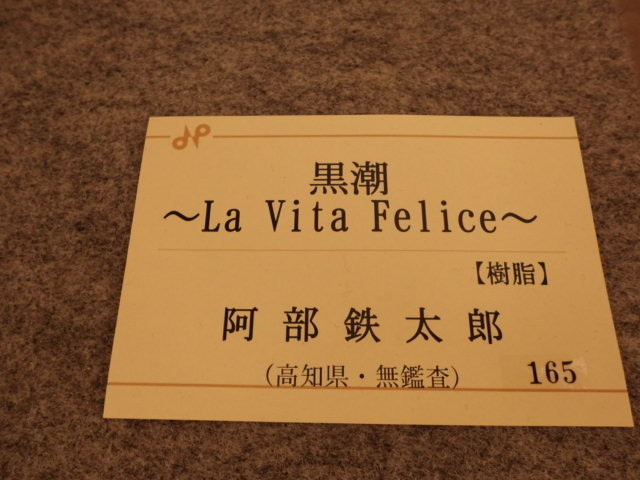 黒潮
～La Vita Felice～
【樹脂】
阿部鉄太郎
(高知県・無鑑査)
165